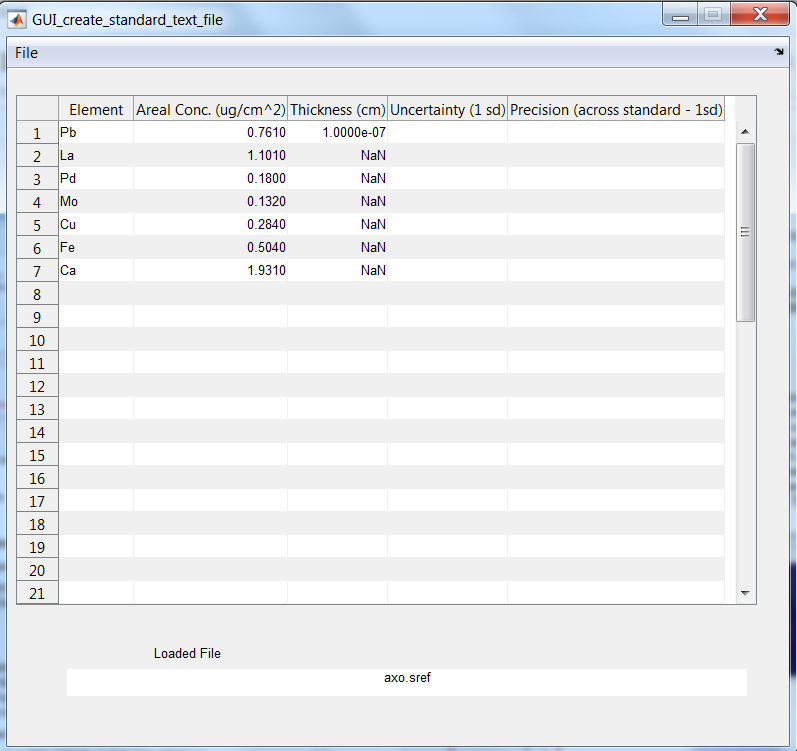 GUI_create_standard_text_file
File
Element Areal Conc. (ug/cm^2) Thickness (cm) Uncertainty (1 sd) Precision (across standard - 1sd)
1 Pb 0.7610 1.0000e-07
2 La 1.1010 NaN
3 Pd 0.1800 NaN
4 Mo 0.1320 NaN
5 Cu 0.2840 NaN
6 Fe 0.5040 NaN
7 Ca 1.9310 NaN
8
9
10
11
12
13
14
15
16
17
18
19
20
21
Loaded File
axo.sref